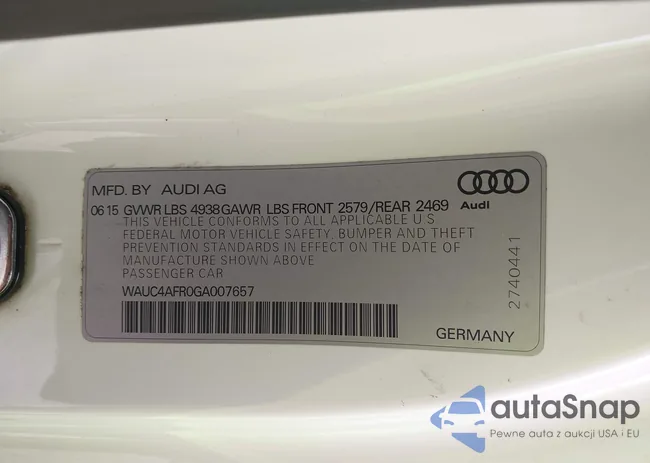 MFD. BY AUDI AG
06 15 GVWR LBS 4938 GAWR LBS FRONT 2579/REAR 2469
Audi
THIS VEHICLE CONFORMS TO ALL APPLICABLE U S
FEDERAL MOTOR VEHICLE SAFETY, BUMPER AND THEFT
PREVENTION STANDARDS IN EFFECT ON THE DATE OF
MANUFACTURE SHOWN ABOVE
PASSENGER CAR
WAUC4AFR0GA007657
2740441
GERMANY
autaSnap
Pewne auta z aukcji USA i EU